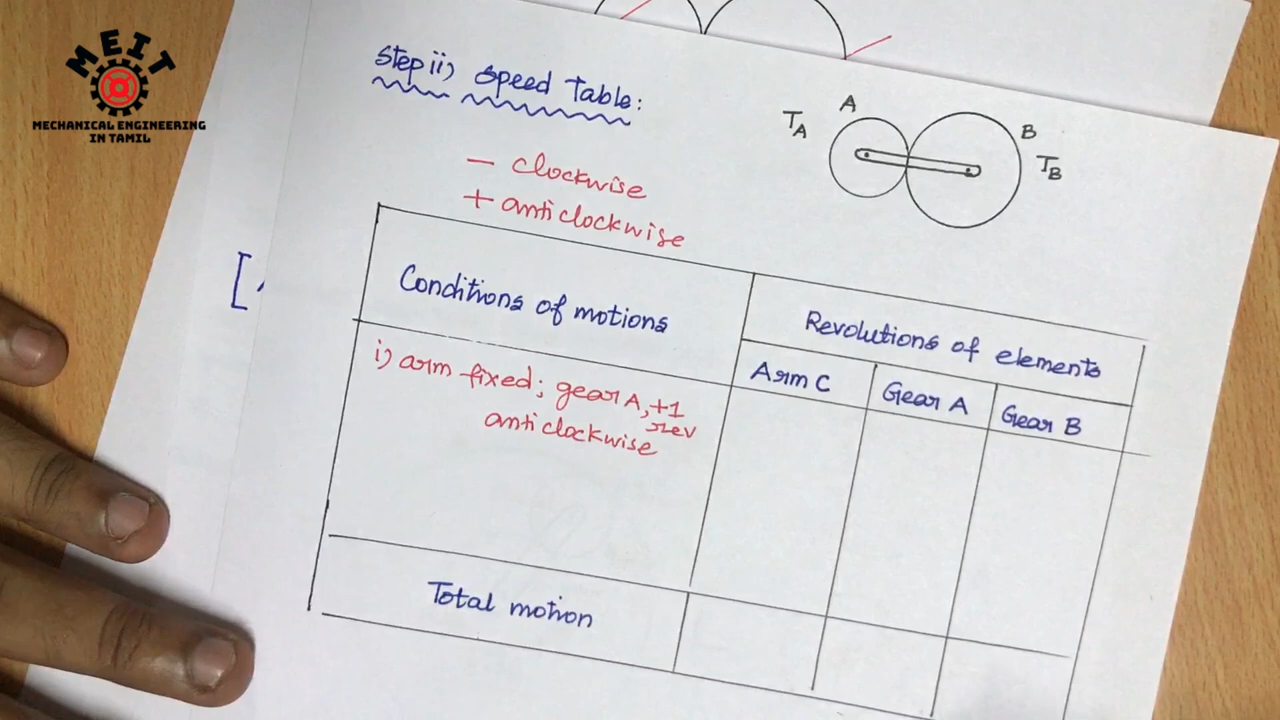 MEIT
MECHANICAL ENGINEERING
IN TAMIL
Step ii) Speed Table:
- clockwise
+ anticlockwise
A
TA
B
TB
[
Conditions of motions
Revolutions of elements
Arm C
Gear A
Gear B
i) arm fixed; gear A, +1
rev
anticlockwise
Total motion